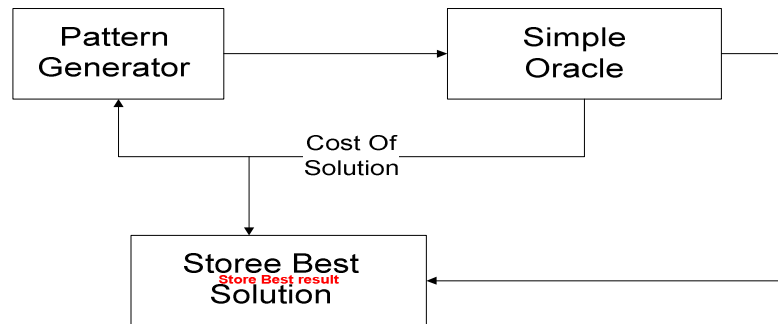 Pattern
Generator
Simple
Oracle
Cost Of
Solution
Storee Best
Store Best result
Solution